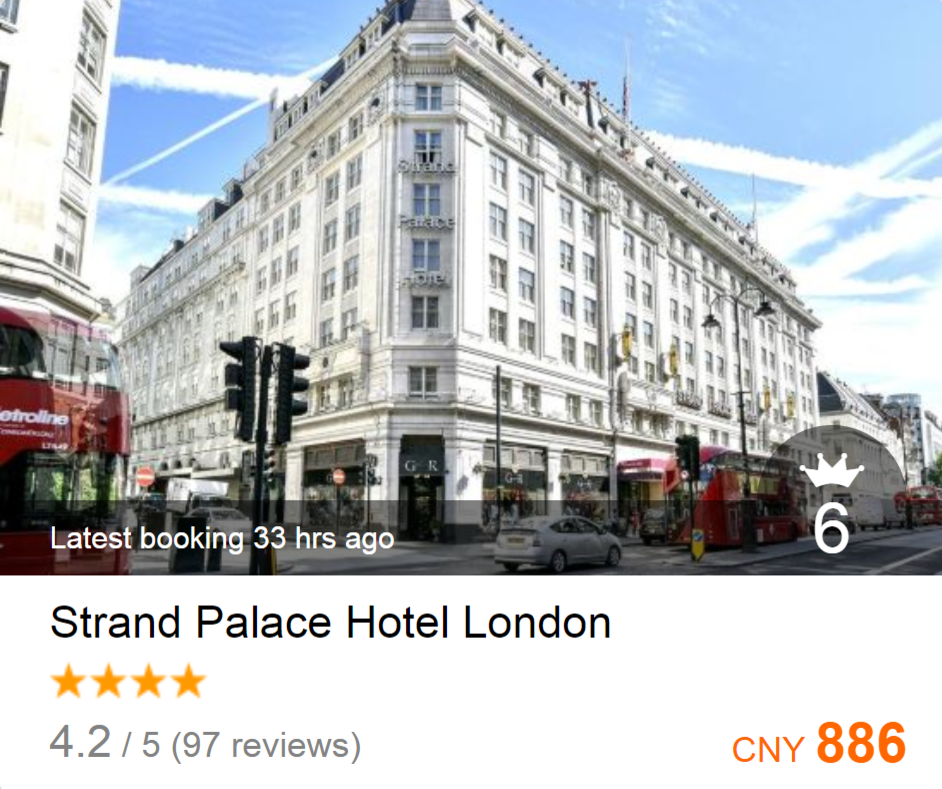 Strand
Palace
Hotel
etroline
LT649
G R
G R
Latest booking 33 hrs ago
6
Strand Palace Hotel London
4.2 / 5 (97 reviews)
CNY 886